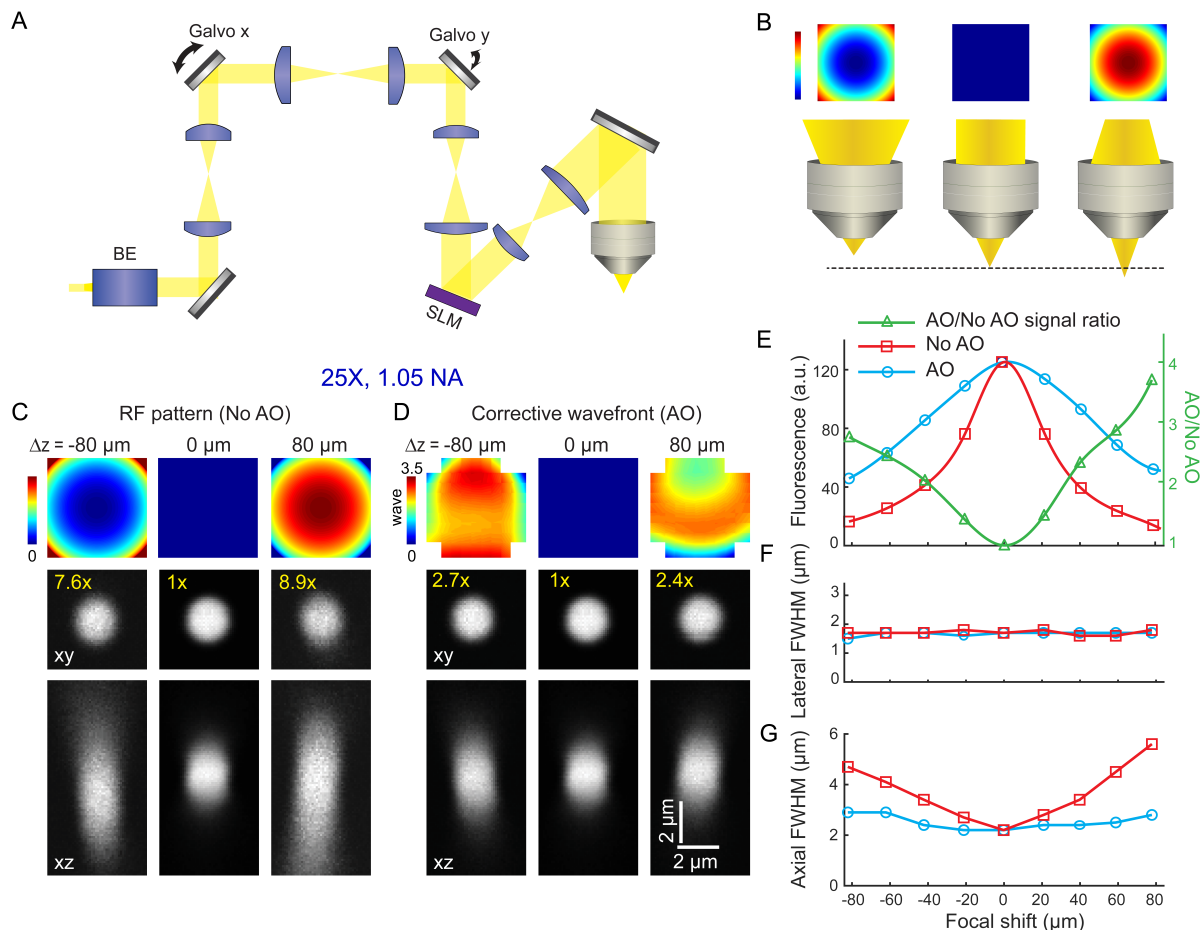 A
Galvo x
Galvo y
BE
SLM
B
25X, 1.05 NA
C
RF pattern (No AO)
Δz = -80 µm
0 µm
80 µm
0
7.6x
1x
8.9x
xy
xz
D
Corrective wavefront (AO)
Δz = -80 µm
0 µm
80 µm
3.5
wave
0
2.7x
1x
2.4x
xy
xz
2 µm
2 µm
E
AO/No AO signal ratio
No AO
AO
Fluorescence (a.u.)
120
80
40
0
AO/No AO
4
3
2
1
F
Lateral FWHM (µm)
3
2
1
0
G
Axial FWHM (µm)
6
4
2
0
-80 -60 -40 -20 0 20 40 60 80
Focal shift (µm)